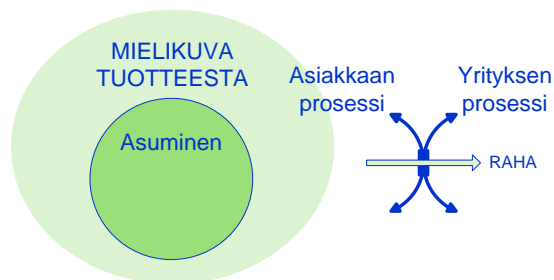 MIELIKUVA
TUOTTEESTA
Asuminen
Asiakkaan
prosessi
Yrityksen
prosessi
RAHA